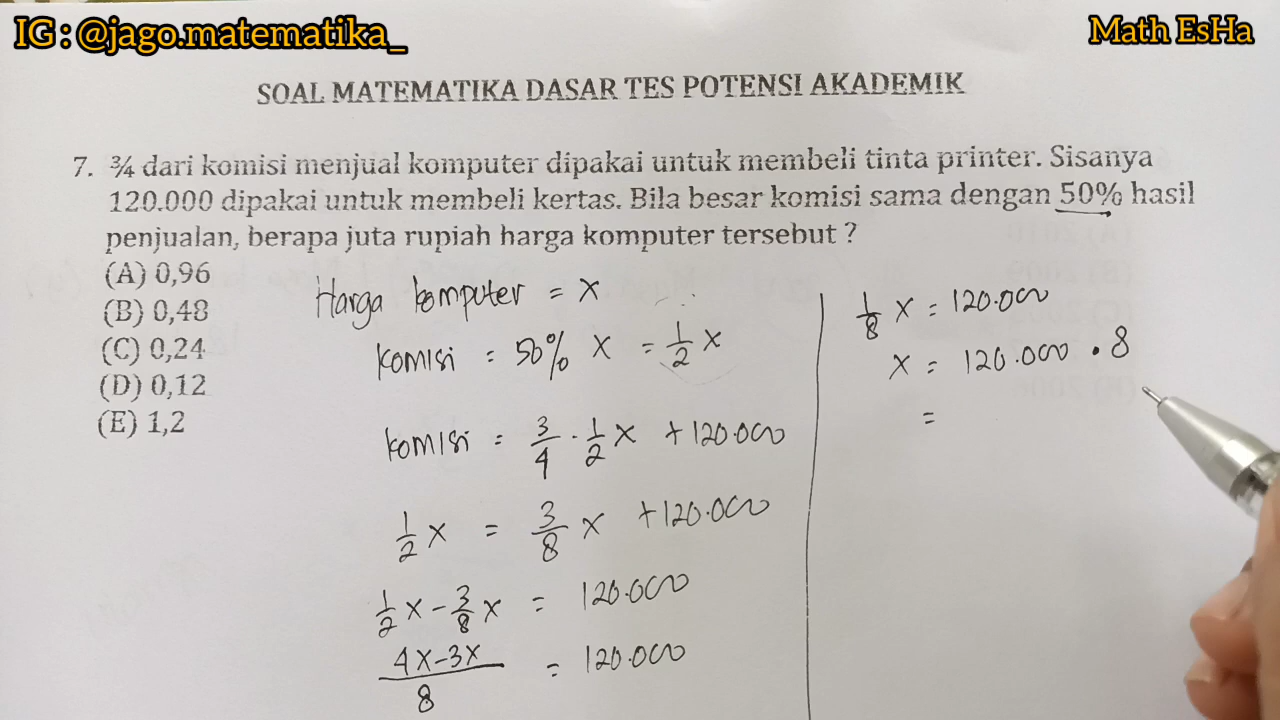 IG : @jago.matematika_
Math EsHa
SOAL MATEMATIKA DASAR TES POTENSI AKADEMIK
7. ¾ dari komisi menjual komputer dipakai untuk membeli tinta printer. Sisanya
120.000 dipakai untuk membeli kertas. Bila besar komisi sama dengan 50% hasil
penjualan, berapa juta rupiah harga komputer tersebut ?
(A) 0,96
(B) 0,48
(C) 0,24
(D) 0,12
(E) 1,2
Harga komputer = x
komisi = 50% x = 1/2 x
komisi = 3/4 · 1/2 x + 120.000
1/2 x = 3/8 x + 120.000
1/2 x - 3/8 x = 120.000
4x-3x/8 = 120.000
1/8 x = 120.000
x = 120.000 . 8
=